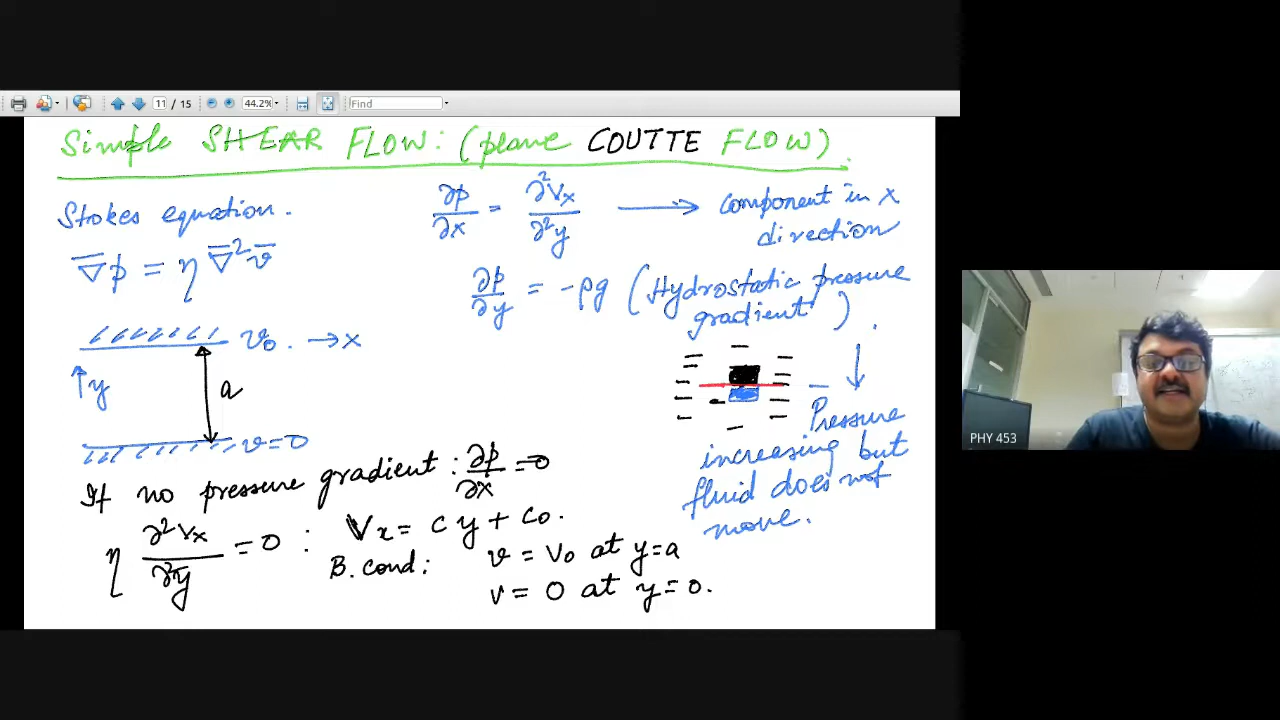 11 / 15 44.2% Find
Simple SHEAR FLOW: (plane COUTTE FLOW).
Stokes equation.
∇p = η ∇²v
∂p/∂x = ∂²Vx/∂²y → component in x
direction
∂p/∂y = -ρg (Hydrostatic pressure
gradient).
v₀. → x
↑y
a
v=0
Pressure
increasing but
fluid does not
move.
If no pressure gradient: ∂p/∂x = 0
η ∂²Vx/∂²y = 0 : Vx = Cy + C0.
B. cond: v = V0 at y=a
v = 0 at y=0.
PHY 453